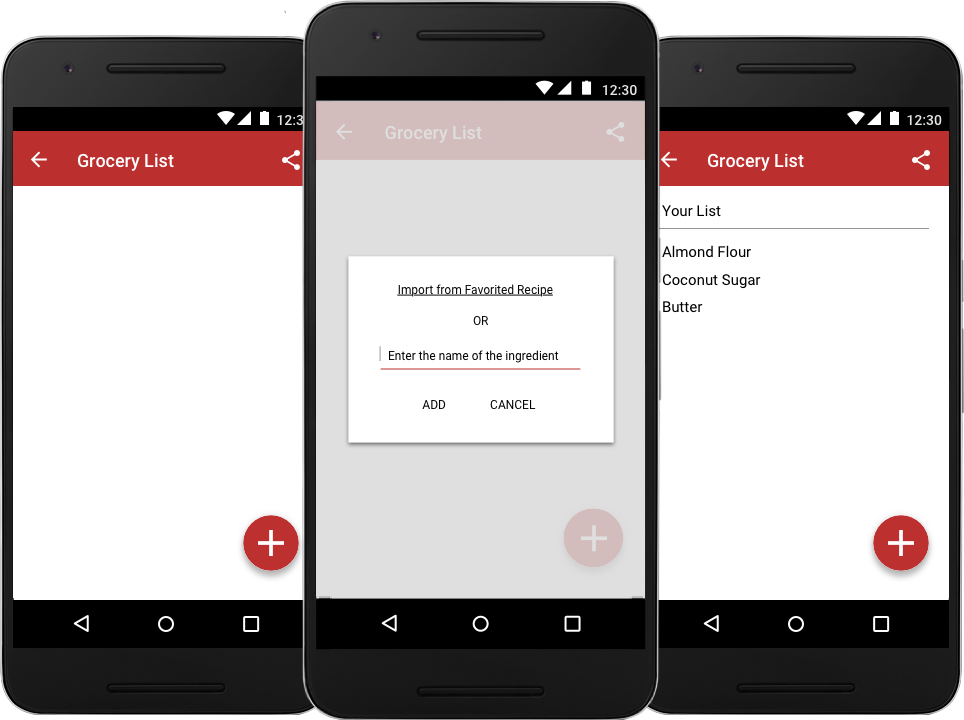 12:3
Grocery List
12:30
Grocery List
Import from Favorited Recipe
OR
Enter the name of the ingredient
ADD CANCEL
12:30
Grocery List
Your List
Almond Flour
Coconut Sugar
Butter